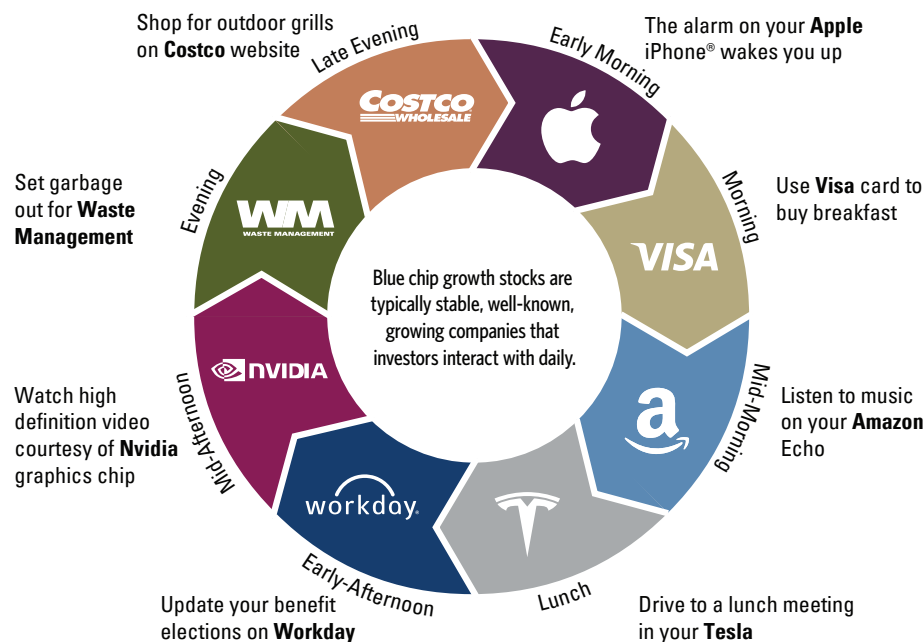 Shop for outdoor grills
on Costco website
The alarm on your Apple
iPhone® wakes you up
Late Evening
Early Morning
COSTCO
WHOLESALE
Set garbage
out for Waste
Management
Evening
WM
WASTE MANAGEMENT
Morning
VISA
Use Visa card to
buy breakfast
Blue chip growth stocks are
typically stable, well-known,
growing companies that
investors interact with daily.
Watch high
definition video
courtesy of Nvidia
graphics chip
Mid-Afternoon
NVIDIA
a
Mid-Morning
Listen to music
on your Amazon
Echo
workday.
Early-Afternoon
Lunch
Update your benefit
elections on Workday
Drive to a lunch meeting
in your Tesla